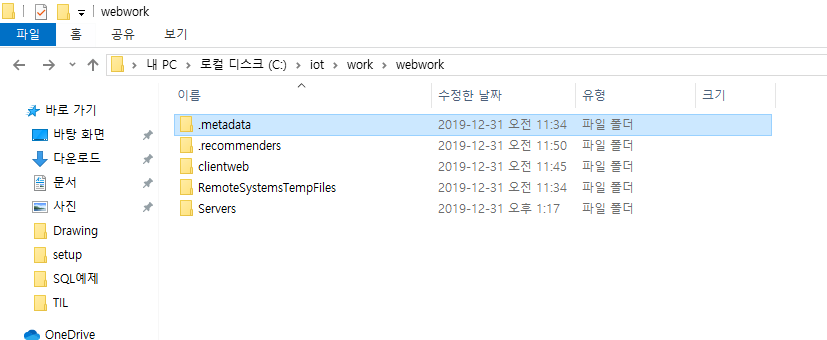 webwork
파일 홈 공유 보기
내 PC > 로컬 디스크 (C:) > iot > work > webwork
이름 수정한 날짜 유형 크기
바로 가기
바탕 화면
다운로드
문서
사진
Drawing
setup
SQL예제
TIL
OneDrive
.metadata 2019-12-31 오전 11:34 파일 폴더
.recommenders 2019-12-31 오전 11:50 파일 폴더
clientweb 2019-12-31 오전 11:45 파일 폴더
RemoteSystemsTempFiles 2019-12-31 오전 11:34 파일 폴더
Servers 2019-12-31 오후 1:17 파일 폴더